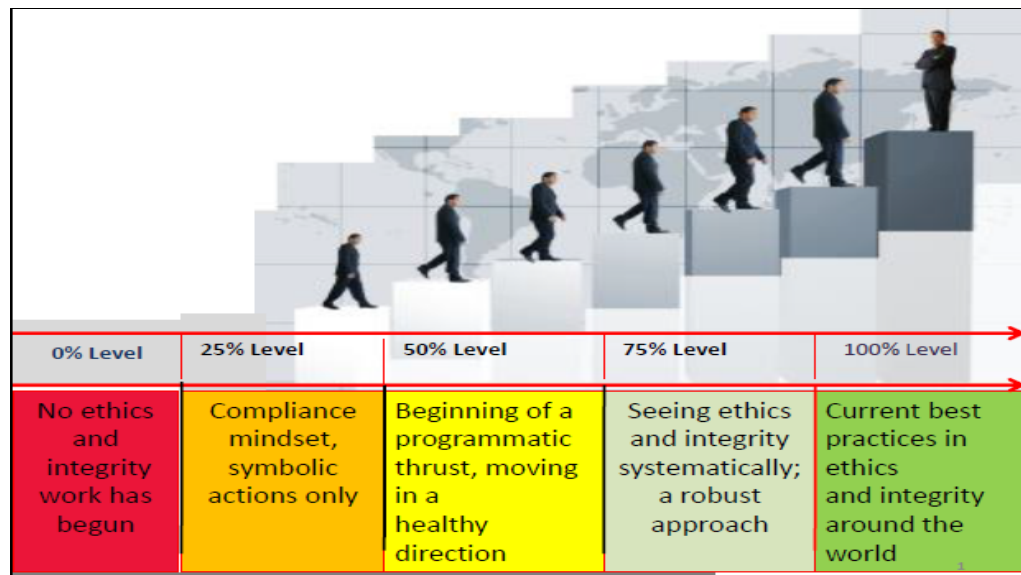 0% Level
25% Level
50% Level
75% Level
100% Level
No ethics
and
integrity
work has
begun
Compliance
mindset,
symbolic
actions only
Beginning of a
programmatic
thrust, moving
in a
healthy
direction
Seeing ethics
and integrity
systematically;
a robust
approach
Current best
practices in
ethics
and integrity
around the
world
1